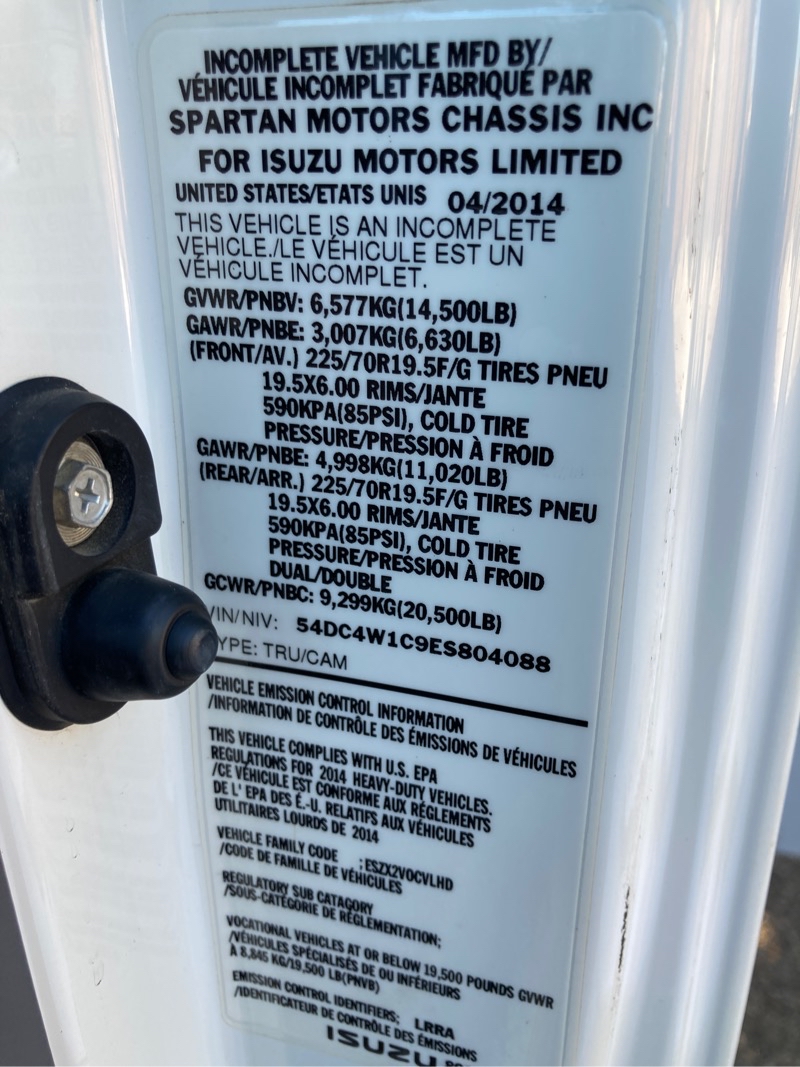 INCOMPLETE VEHICLE MFD BY/
VÉHICULE INCOMPLET FABRIQUÉ PAR
SPARTAN MOTORS CHASSIS INC
FOR ISUZU MOTORS LIMITED
UNITED STATES/ETATS UNIS 04/2014
THIS VEHICLE IS AN INCOMPLETE
VEHICLE./LE VÉHICULE EST UN
VÉHICULE INCOMPLET.
GVWR/PNBV: 6,577KG(14,500LB)
GAWR/PNBE: 3,007KG(6,630LB)
(FRONT/AV.) 225/70R19.5F/G TIRES PNEU
19.5X6.00 RIMS/JANTE
590KPA(85PSI), COLD TIRE
PRESSURE/PRESSION À FROID
GAWR/PNBE: 4,998KG(11,020LB)
(REAR/ARR.) 225/70R19.5F/G TIRES PNEU
19.5X6.00 RIMS/JANTE
590KPA(85PSI), COLD TIRE
PRESSURE/PRESSION À FROID
DUAL/DOUBLE
GCWR/PNBC: 9,299KG(20,500LB)
VIN/NIV: 54DC4W1C9ES804088
YPE: TRU/CAM
VEHICLE EMISSION CONTROL INFORMATION
/INFORMATION DE CONTRÔLE DES ÉMISSIONS DE VÉHICULES
THIS VEHICLE COMPLIES WITH U.S. EPA
REGULATIONS FOR 2014 HEAVY-DUTY VEHICLES.
/CE VÉHICULE EST CONFORME AUX RÉGLEMENTS
DE L' EPA DES É.-U. RELATIFS AUX VÉHICULES
UTILITAIRES LOURDS DE 2014
VEHICLE FAMILY CODE :ESZX2VOCVLHD
/CODE DE FAMILLE DE VÉHICULES
REGULATORY SUB CATAGORY
/SOUS-CATÉGORIE DE RÉGLEMENTATION;
VOCATIONAL VEHICLES AT OR BELOW 19,500 POUNDS GVWR
/VÉHICULES SPÉCIALISÉS DE OU INFÉRIEURS
À 8,845 KG/19,500 LB(PNVB)
EMISSION CONTROL IDENTIFIERS; LRRA
/IDENTIFICATEUR DE CONTRÔLE DES ÉMISSIONS
ISUZU